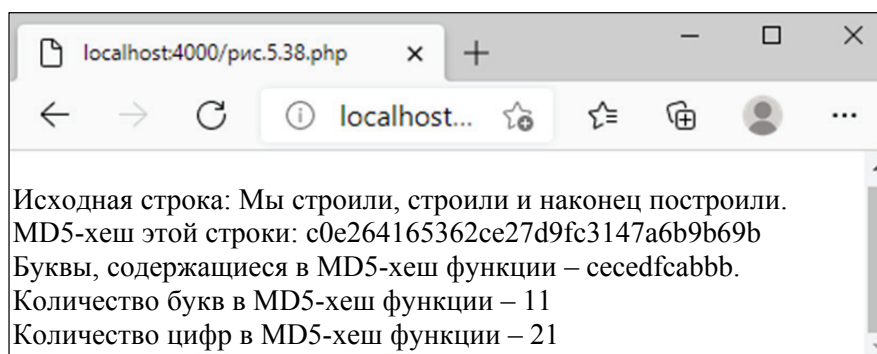 localhost:4000/рис.5.38.php
localhost...
Исходная строка: Мы строили, строили и наконец построили.
MD5-хеш этой строки: c0e264165362ce27d9fc3147a6b9b69b
Буквы, содержащиеся в MD5-хеш функции – cecedfcabbb.
Количество букв в MD5-хеш функции – 11
Количество цифр в MD5-хеш функции – 21